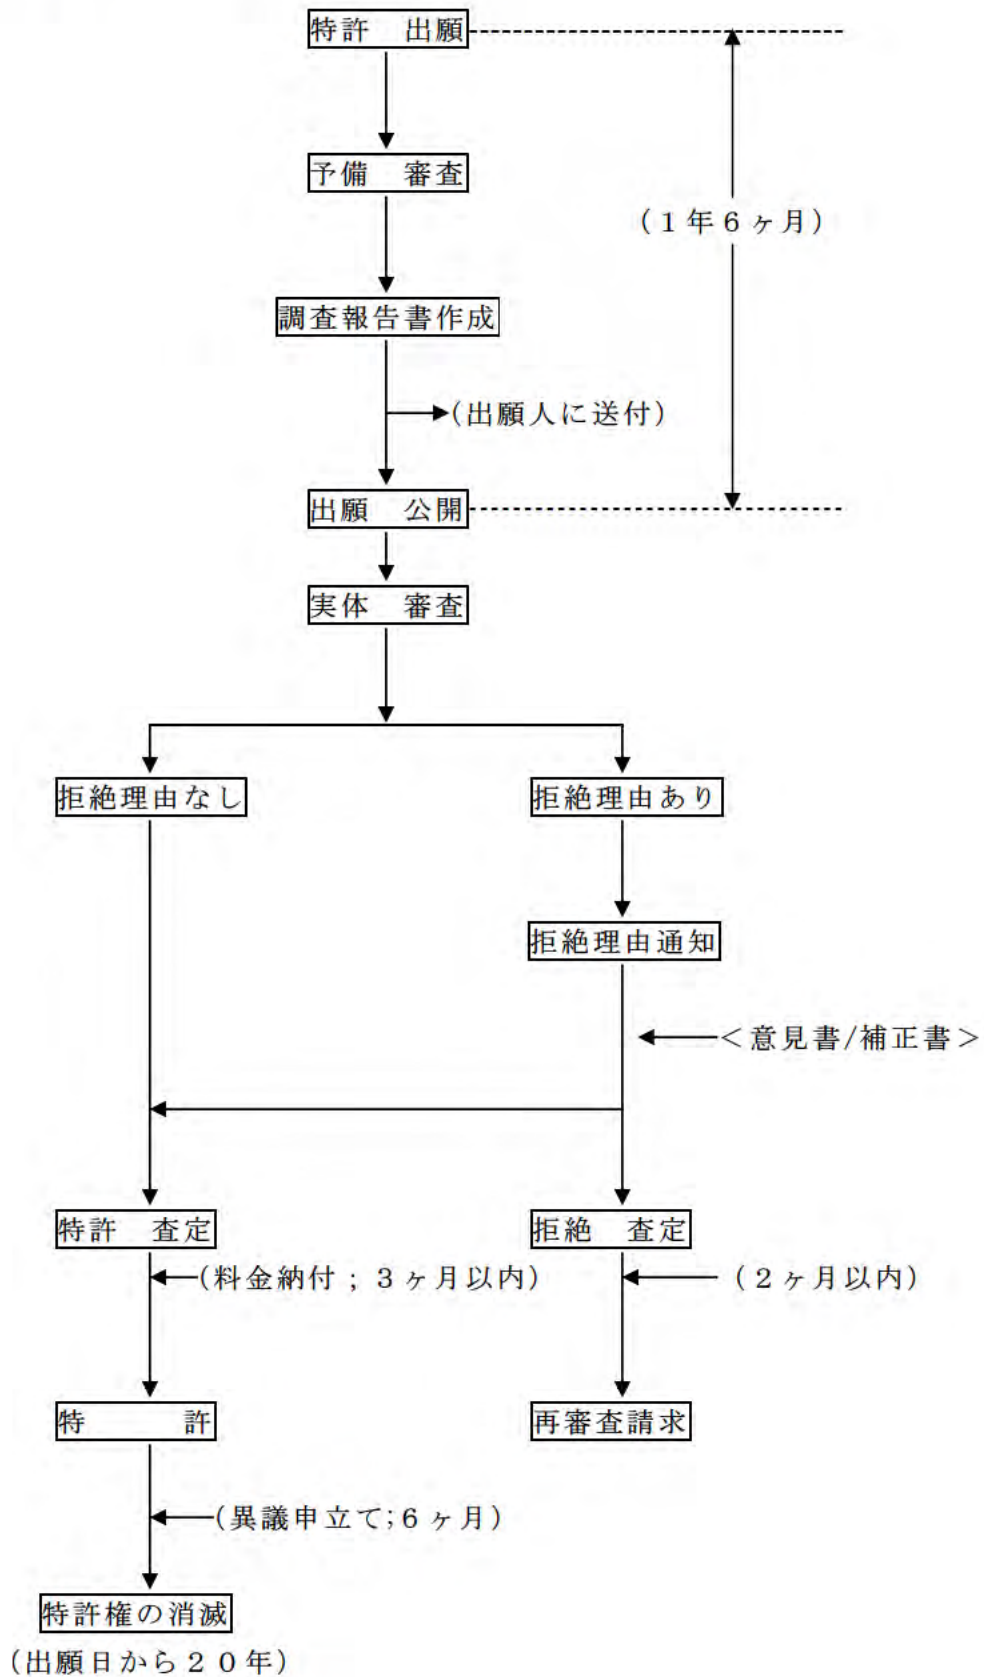 特許　出願
予備　審査
(１年６ヶ月)
調査報告書作成
(出願人に送付)
出願　公開
実体　審査
拒絶理由なし
拒絶理由あり
拒絶理由通知
＜意見書/補正書＞
特許　査定
拒絶　査定
(料金納付；３ヶ月以内)
(２ヶ月以内)
特　　　許
再審査請求
(異議申立て;６ヶ月)
特許権の消滅
(出願日から２０年)